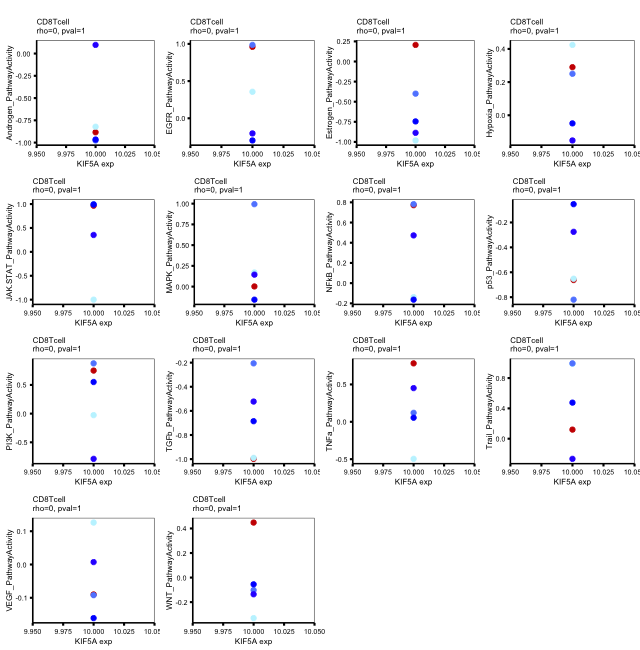 CD8Tcell
rho=0, pval=1
Androgen_PathwayActivity
0.00
-0.25
-0.50
-0.75
-1.00
9.950
9.975
10.000
10.025
10.05
KIF5A exp
CD8Tcell
rho=0, pval=1
EGFR_PathwayActivity
1.0
0.5
0.0
9.950
9.975
10.000
10.025
10.05
KIF5A exp
CD8Tcell
rho=0, pval=1
Estrogen_PathwayActivity
0.25
0.00
-0.25
-0.50
-0.75
-1.00
9.950
9.975
10.000
10.025
10.05
KIF5A exp
CD8Tcell
rho=0, pval=1
Hypoxia_PathwayActivity
0.4
0.2
0.0
9.950
9.975
10.000
10.025
10.05
KIF5A exp
CD8Tcell
rho=0, pval=1
JAK-STAT_PathwayActivity
1.0
0.5
0.0
-0.5
-1.0
9.950
9.975
10.000
10.025
10.05
KIF5A exp
CD8Tcell
rho=0, pval=1
MAPK_PathwayActivity
1.00
0.75
0.50
0.25
0.00
9.950
9.975
10.000
10.025
10.05
KIF5A exp
CD8Tcell
rho=0, pval=1
NFkB_PathwayActivity
0.8
0.6
0.4
0.2
0.0
-0.2
9.950
9.975
10.000
10.025
10.05
KIF5A exp
CD8Tcell
rho=0, pval=1
p53_PathwayActivity
-0.2
-0.4
-0.6
-0.8
9.950
9.975
10.000
10.025
10.05
KIF5A exp
CD8Tcell
rho=0, pval=1
PI3K_PathwayActivity
0.5
0.0
-0.5
9.950
9.975
10.000
10.025
10.05
KIF5A exp
CD8Tcell
rho=0, pval=1
TGFb_PathwayActivity
-0.2
-0.4
-0.6
-0.8
-1.0
9.950
9.975
10.000
10.025
10.05
KIF5A exp
CD8Tcell
rho=0, pval=1
TNFa_PathwayActivity
0.5
0.0
-0.5
9.950
9.975
10.000
10.025
10.05
KIF5A exp
CD8Tcell
rho=0, pval=1
Trail_PathwayActivity
1.0
0.5
0.0
9.950
9.975
10.000
10.025
10.05
KIF5A exp
CD8Tcell
rho=0, pval=1
VEGF_PathwayActivity
0.1
0.0
-0.1
9.950
9.975
10.000
10.025
10.05
KIF5A exp
CD8Tcell
rho=0, pval=1
WNT_PathwayActivity
0.4
0.2
0.0
-0.2
9.950
9.975
10.000
10.025
10.050
KIF5A exp